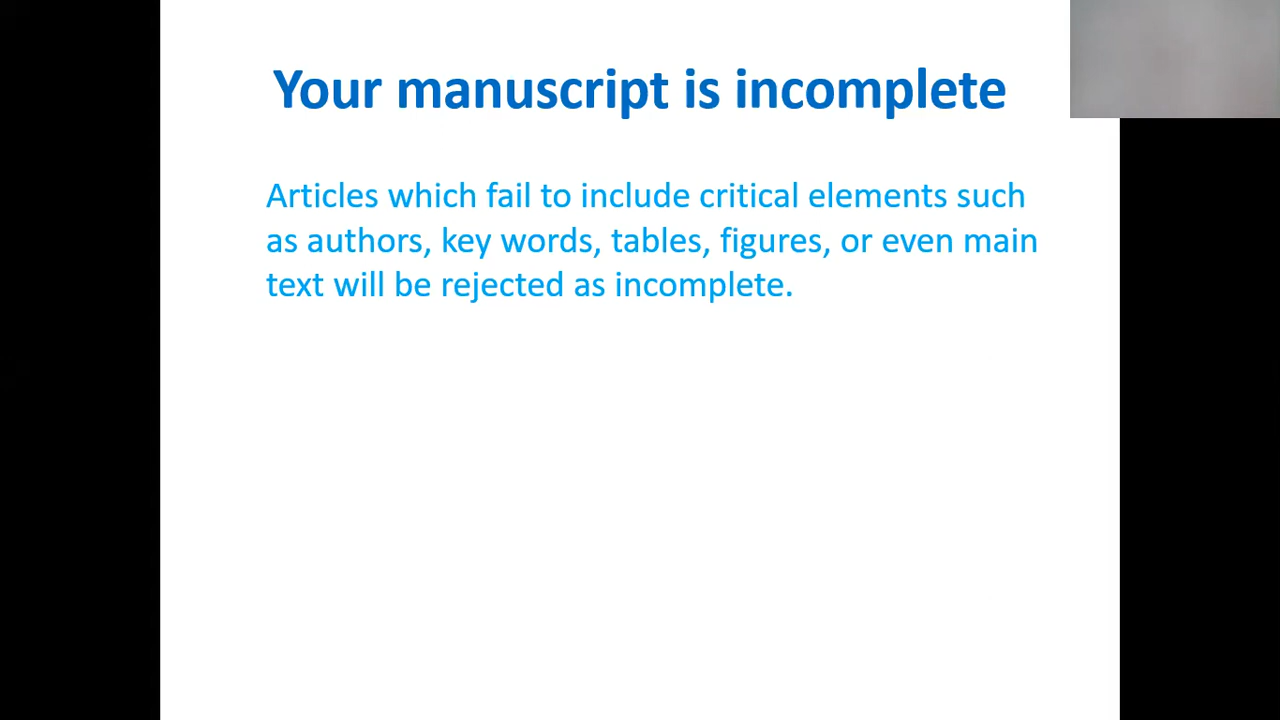 Your manuscript is incomplete
Articles which fail to include critical elements such
as authors, key words, tables, figures, or even main
text will be rejected as incomplete.